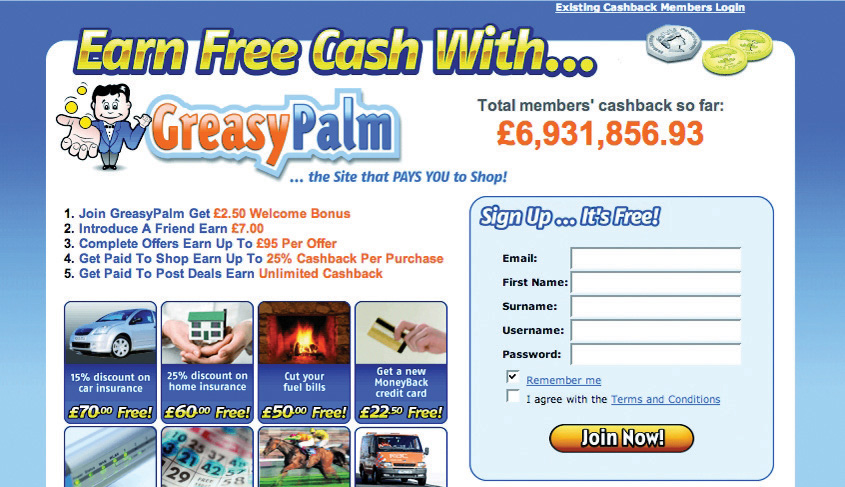 Existing Cashback Members Login
Earn Free Cash With...
GreasyPalm
Total members' cashback so far:
£6,931,856.93
... the Site that PAYS YOU to Shop!
1. Join GreasyPalm Get £2.50 Welcome Bonus
2. Introduce A Friend Earn £7.00
3. Complete Offers Earn Up To £95 Per Offer
4. Get Paid To Shop Earn Up To 25% Cashback Per Purchase
5. Get Paid To Post Deals Earn Unlimited Cashback
Sign Up ... It's Free!
Email:
First Name:
Surname:
Username:
Password:
Remember me
I agree with the Terms and Conditions
Join Now!
15% discount on
car insurance
£70.00 Free!
25% discount on
home insurance
£60.00 Free!
Cut your
fuel bills
£50.00 Free!
Get a new
MoneyBack
credit card
£22.50 Free!
29